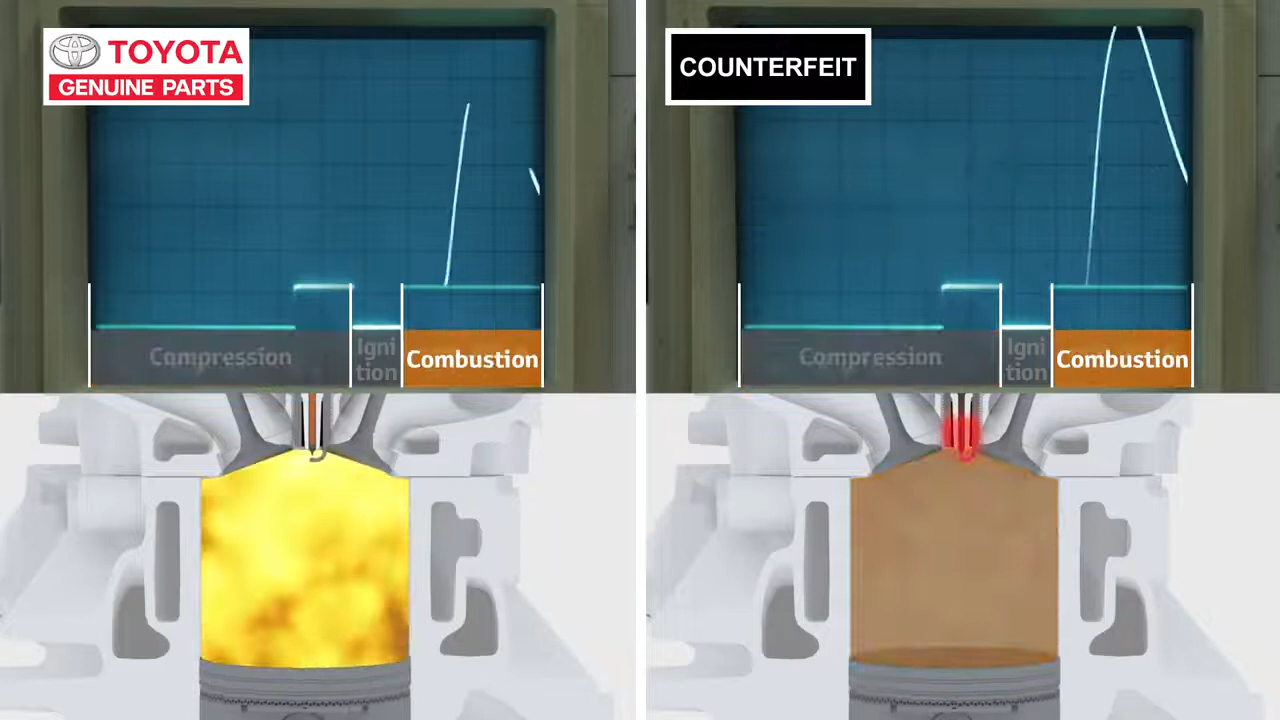 TOYOTA
GENUINE PARTS
Compression
Igni
tion
Combustion
COUNTERFEIT
Compression
Igni
tion
Combustion